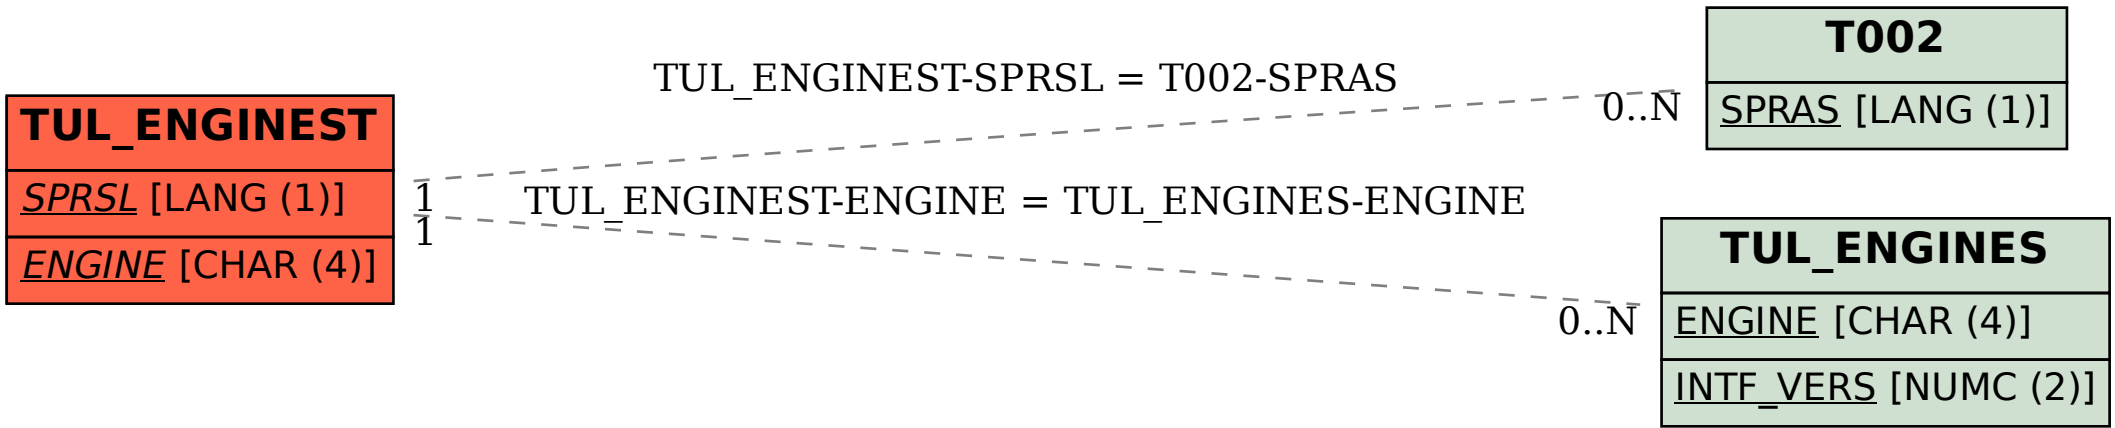 TUL_ENGINEST
SPRSL [LANG (1)]
ENGINE [CHAR (4)]
TUL_ENGINEST-SPRSL = T002-SPRAS
1
0..N
TUL_ENGINEST-ENGINE = TUL_ENGINES-ENGINE
1
0..N
T002
SPRAS [LANG (1)]
TUL_ENGINES
ENGINE [CHAR (4)]
INTF_VERS [NUMC (2)]